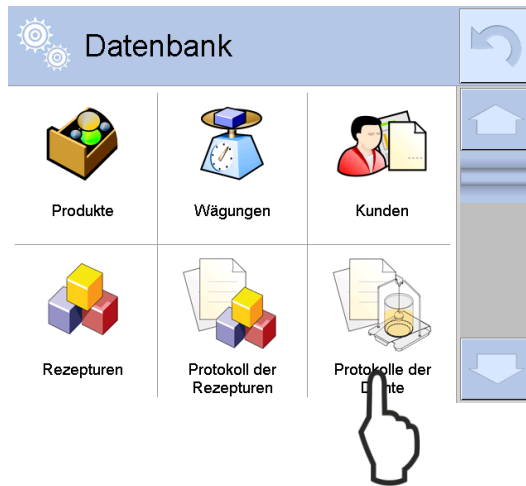 Datenbank
Produkte
Wägungen
Kunden
Rezepturen
Protokoll der
Rezepturen
Protokolle der